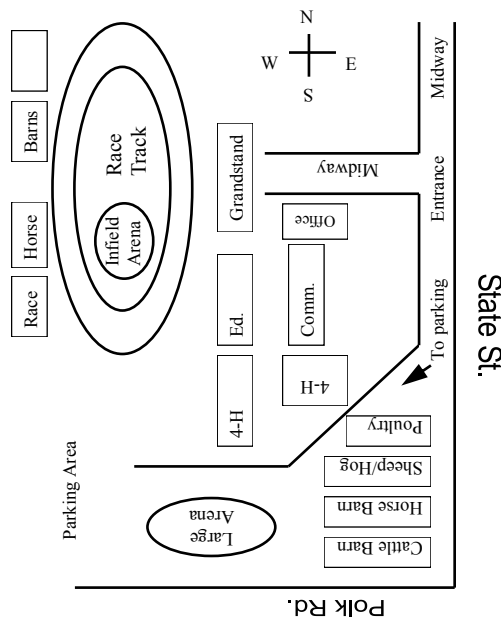 N
W
E
S
Midway
Barns
Race
Track
Grandstand
Midway
Entrance
Office
Infield
Arena
Horse
Race
Ed.
Comm.
To parking
State St.
4-H
4-H
Poultry
Sheep/Hog
Parking Area
Large
Arena
Horse Barn
Cattle Barn
Polk Rd.